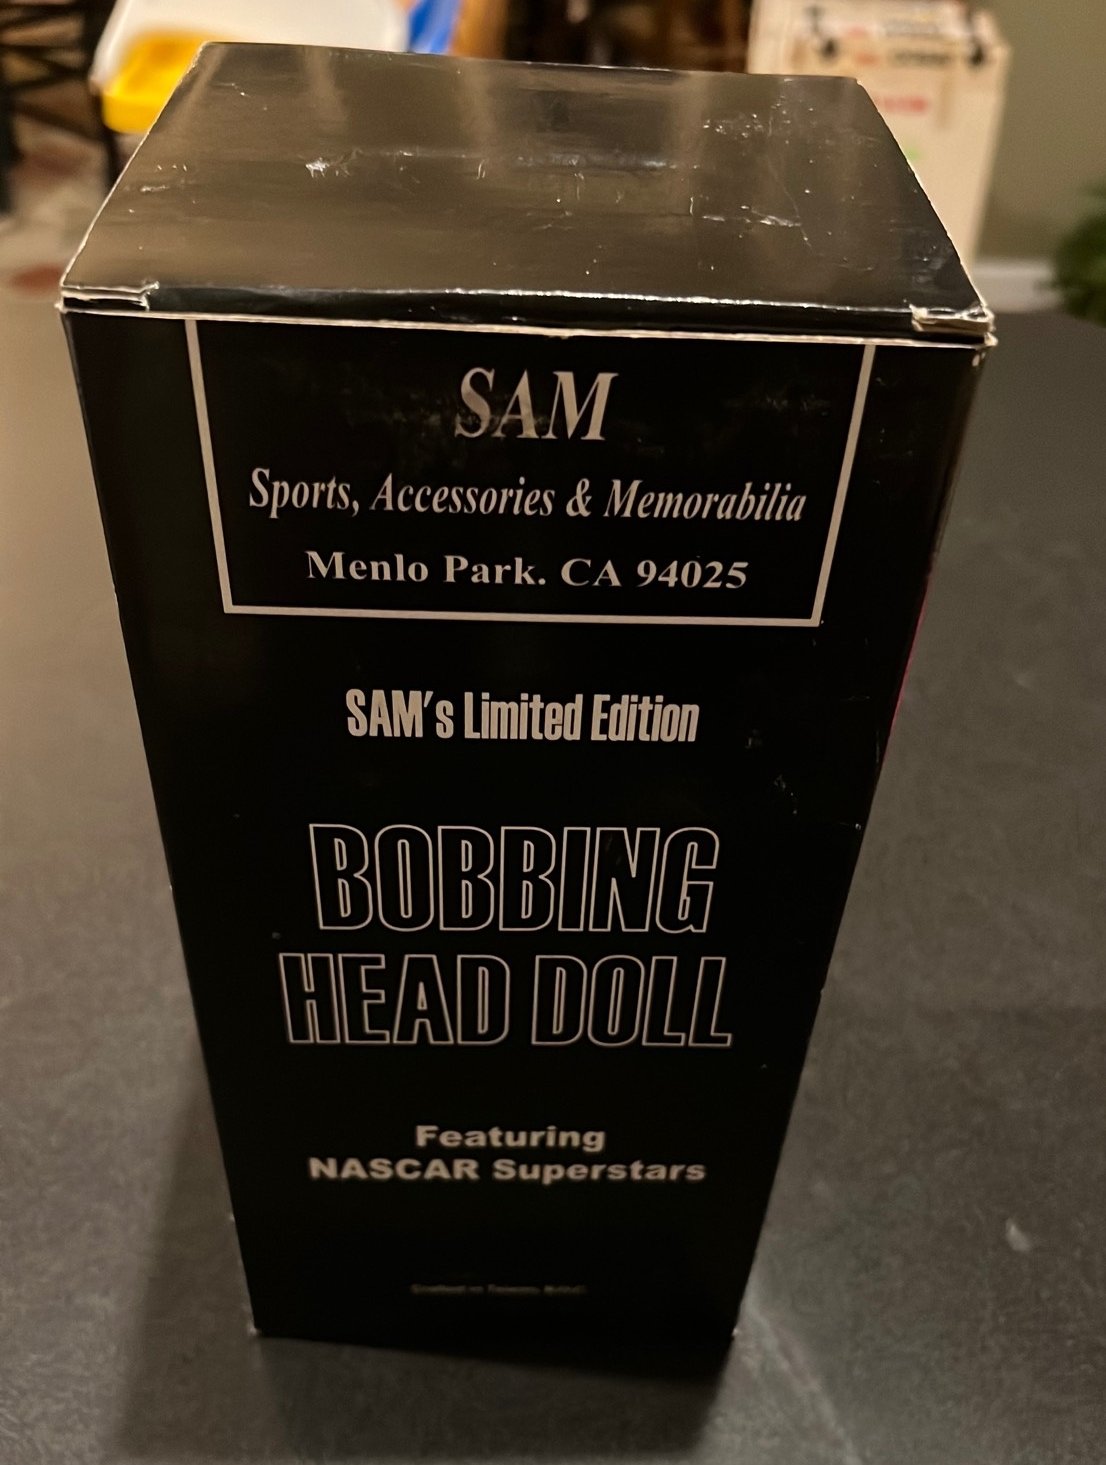 SAM
Sports, Accessories & Memorabilia
Menlo Park. CA 94025
SAM's Limited Edition
BOBBING
HEAD DOLL
Featuring
NASCAR Superstars